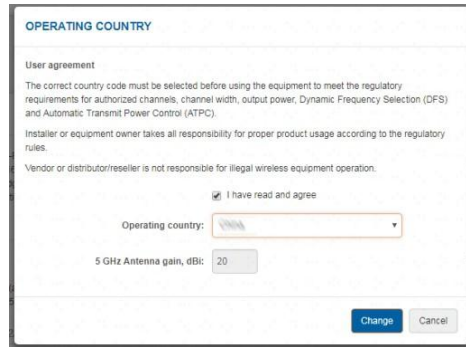 OPERATING COUNTRY
User agreement
The correct country code must be selected before using the equipment to meet the regulatory
requirements for authorized channels, channel width, output power, Dynamic Frequency Selection (DFS)
and Automatic Transmit Power Control (ATPC).
Installer or equipment owner takes all responsibility for proper product usage according to the regulatory
rules.
Vendor or distributor/reseller is not responsible for illegal wireless equipment operation.
I have read and agree
Operating country:
5 GHz Antenna gain, dBi: 20
Change Cancel